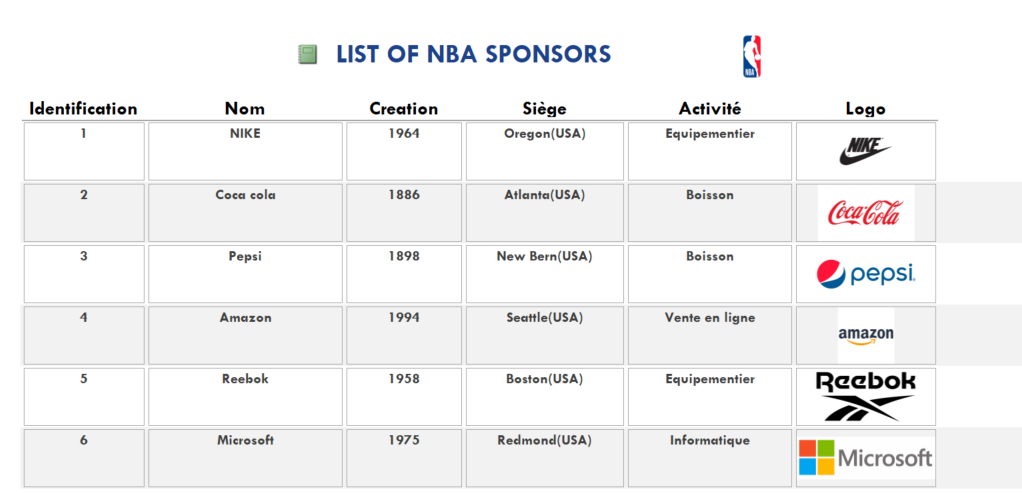 LIST OF NBA SPONSORS
NBA
Identification Nom Creation Siège Activité Logo
1 NIKE 1964 Oregon(USA) Equipementier NIKE
2 Coca cola 1886 Atlanta(USA) Boisson Coca-Cola
3 Pepsi 1898 New Bern(USA) Boisson pepsi
4 Amazon 1994 Seattle(USA) Vente en ligne amazon
5 Reebok 1958 Boston(USA) Equipementier Reebok
6 Microsoft 1975 Redmond(USA) Informatique Microsoft